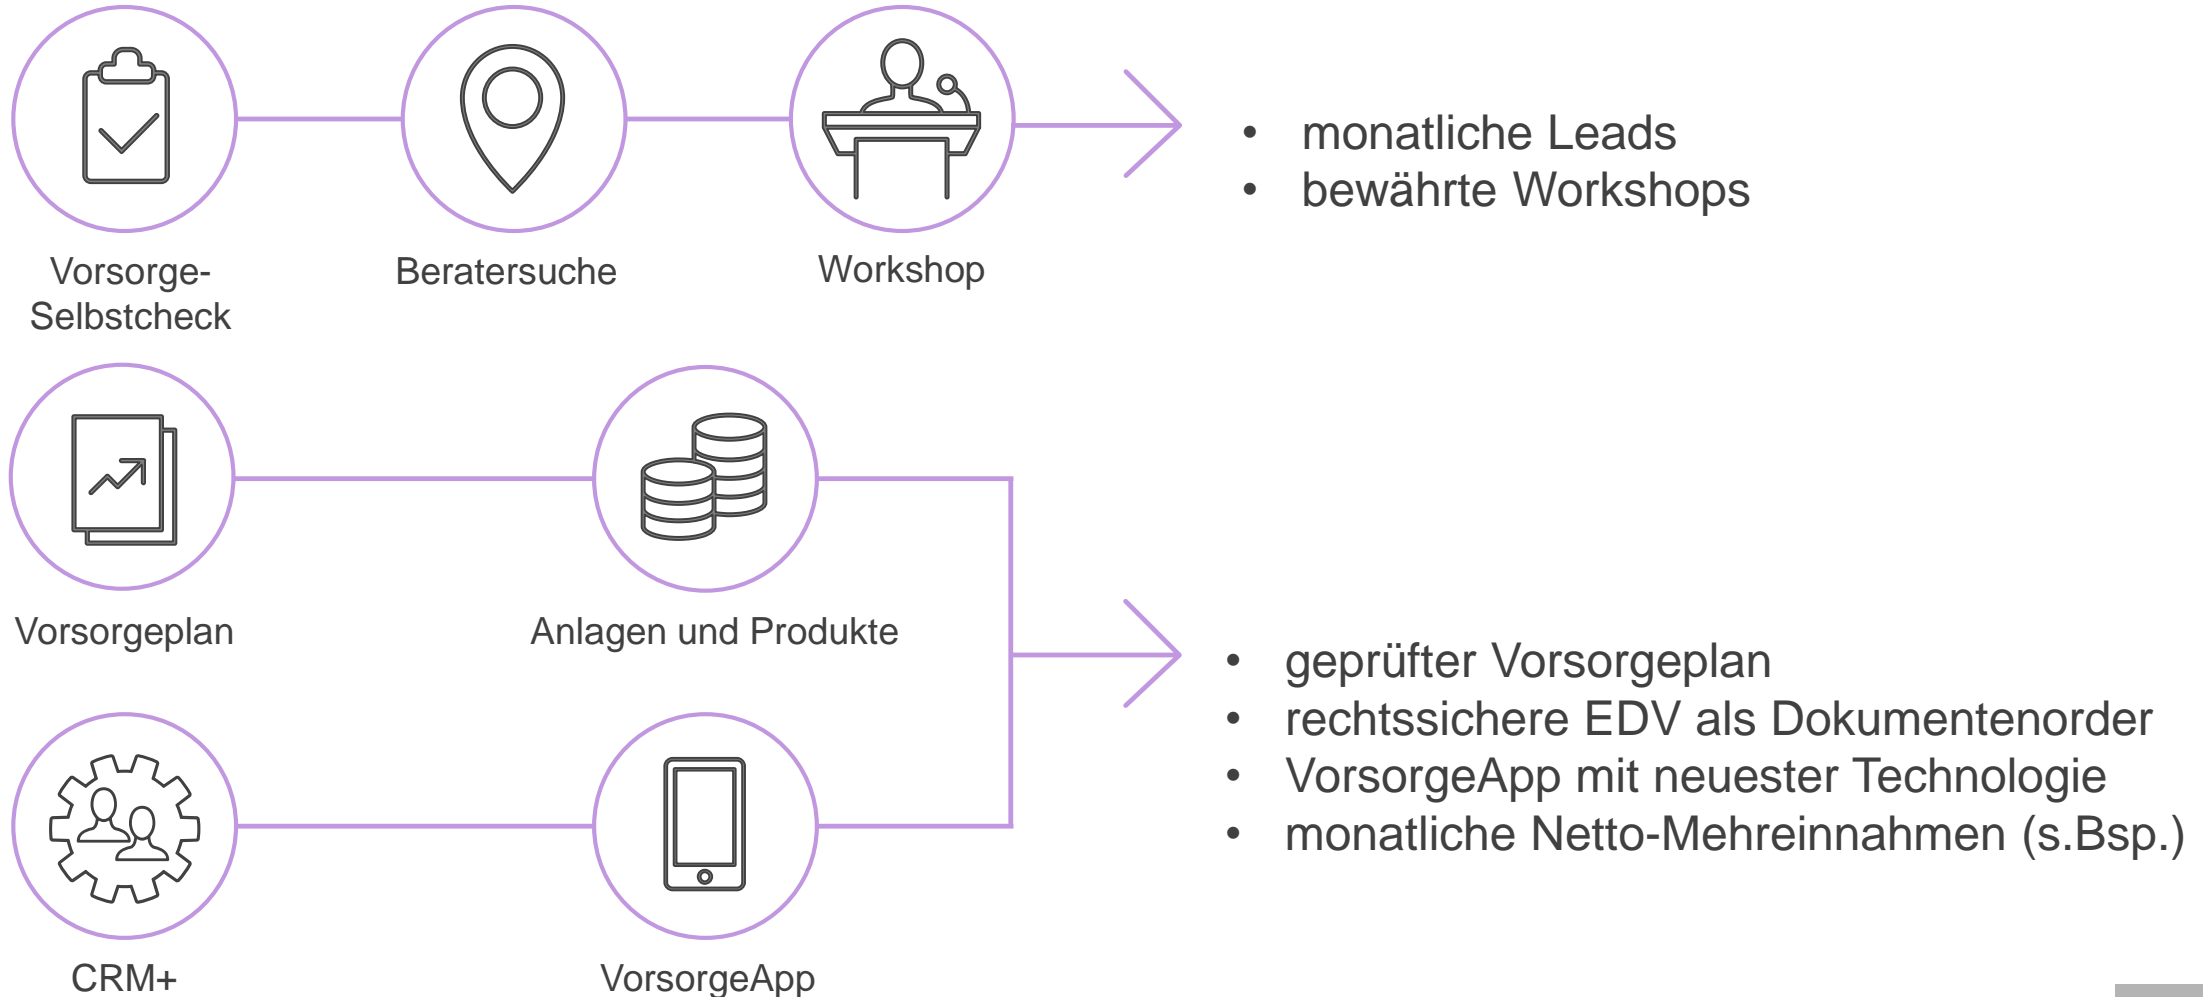 Vorsorge-
Selbstcheck
Beratersuche
Workshop
• monatliche Leads
• bewährte Workshops
Vorsorgeplan
Anlagen und Produkte
CRM+
VorsorgeApp
• geprüfter Vorsorgeplan
• rechtssichere EDV als Dokumentenorder
• VorsorgeApp mit neuester Technologie
• monatliche Netto-Mehreinnahmen (s.Bsp.)